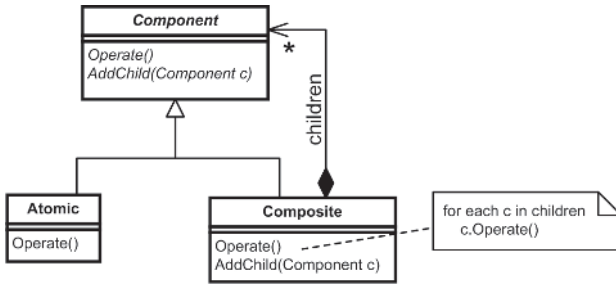 Component
Operate()
AddChild(Component c)
*
children
Atomic
Operate()
Composite
Operate()
AddChild(Component c)
for each c in children
c.Operate()